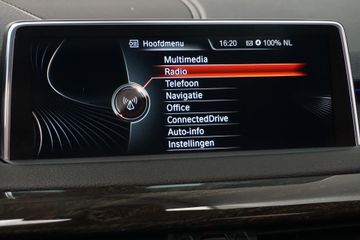 Hoofdmenu 16:20 100% NL
Multimedia
Radio
Telefoon
Navigatie
Office
ConnectedDrive
Auto-info
Instellingen